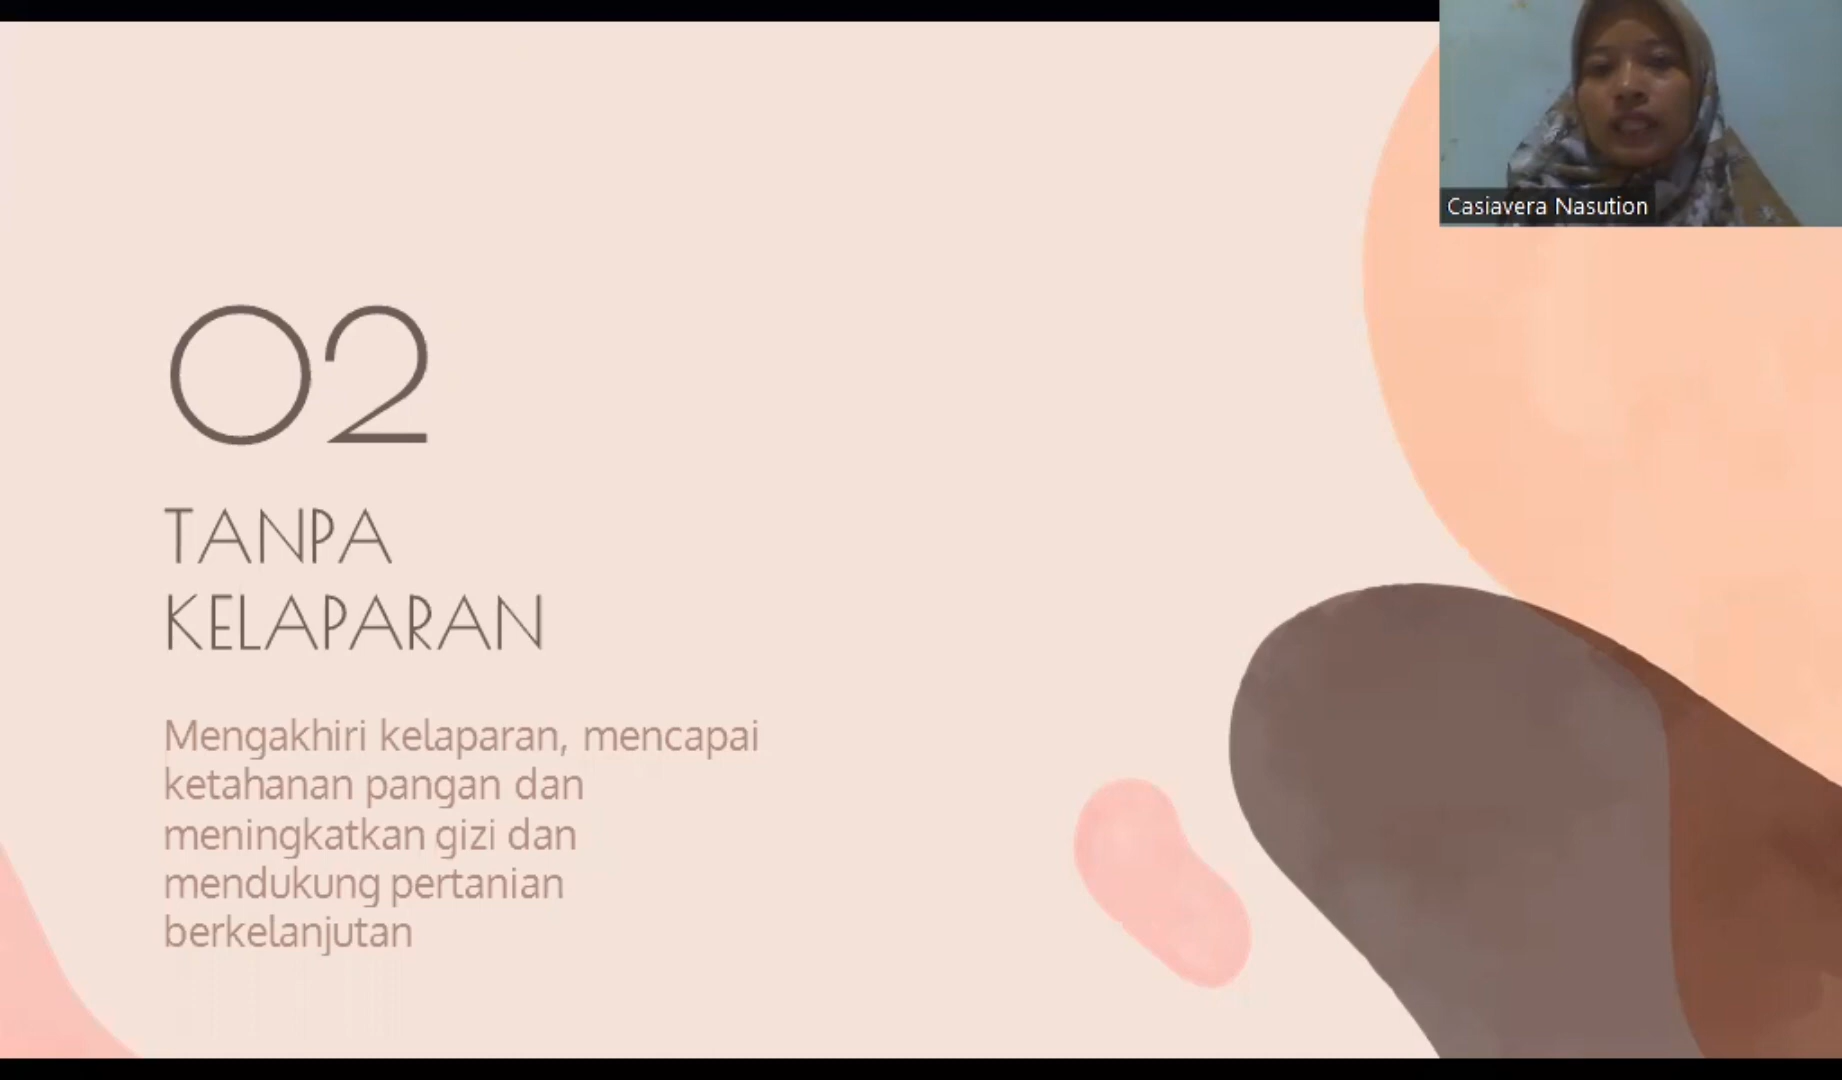 Casiavera Nasution
02
TANPA
KELAPARAN
Mengakhiri kelaparan, mencapai
ketahanan pangan dan
meningkatkan gizi dan
mendukung pertanian
berkelanjutan